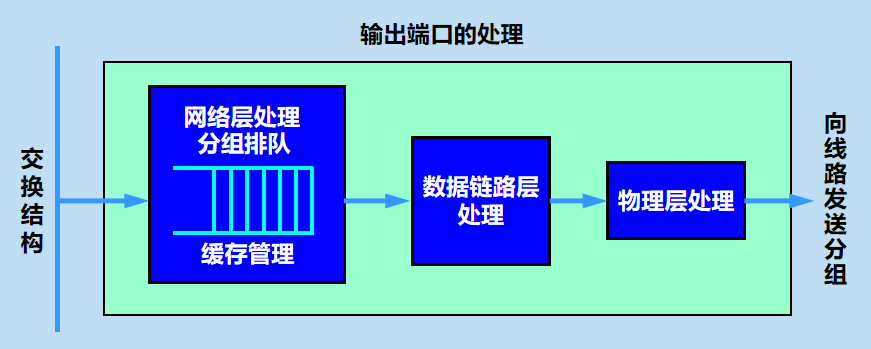 输出端口的处理
交换结构
网络层处理
分组排队
缓存管理
数据链路层
处理
物理层处理
向线路发送分组